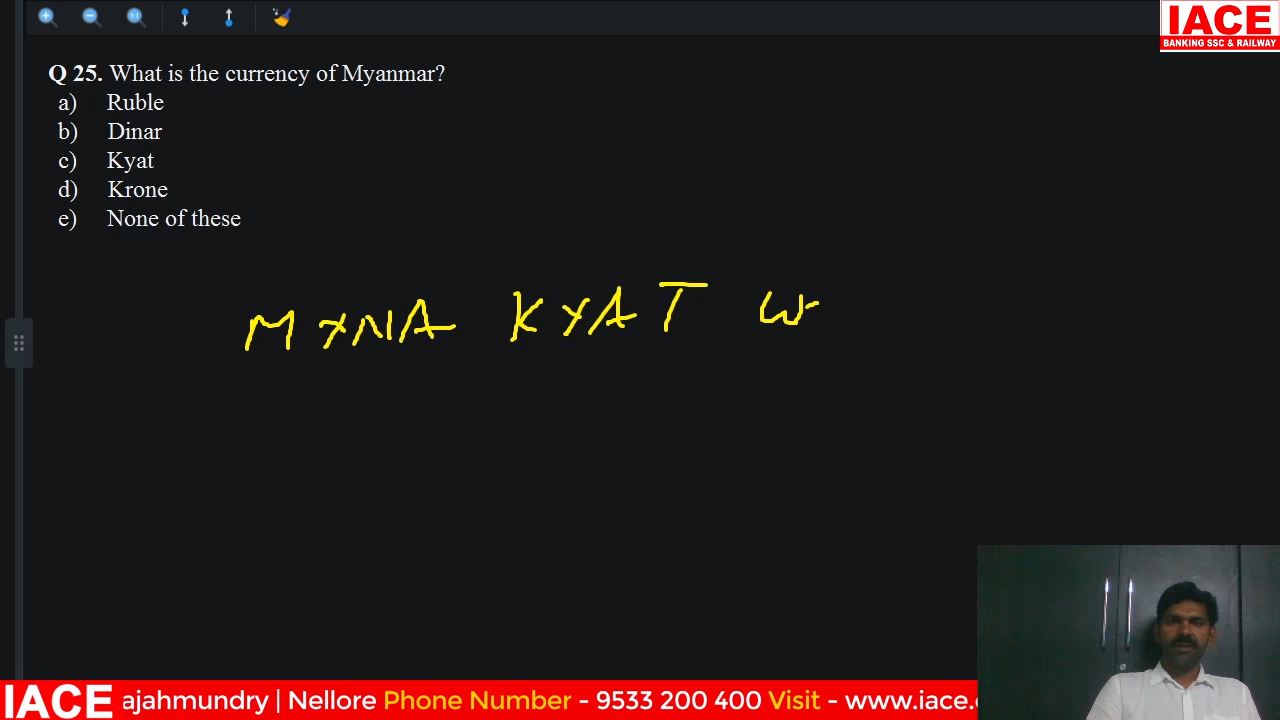 IACE
BANKING SSC & RAILWAY
Q 25. What is the currency of Myanmar?
a) Ruble
b) Dinar
c) Kyat
d) Krone
e) None of these
MYNA KYAT
IACE ajahmundry | Nellore Phone Number - 9533 200 400 Visit - www.iace.c